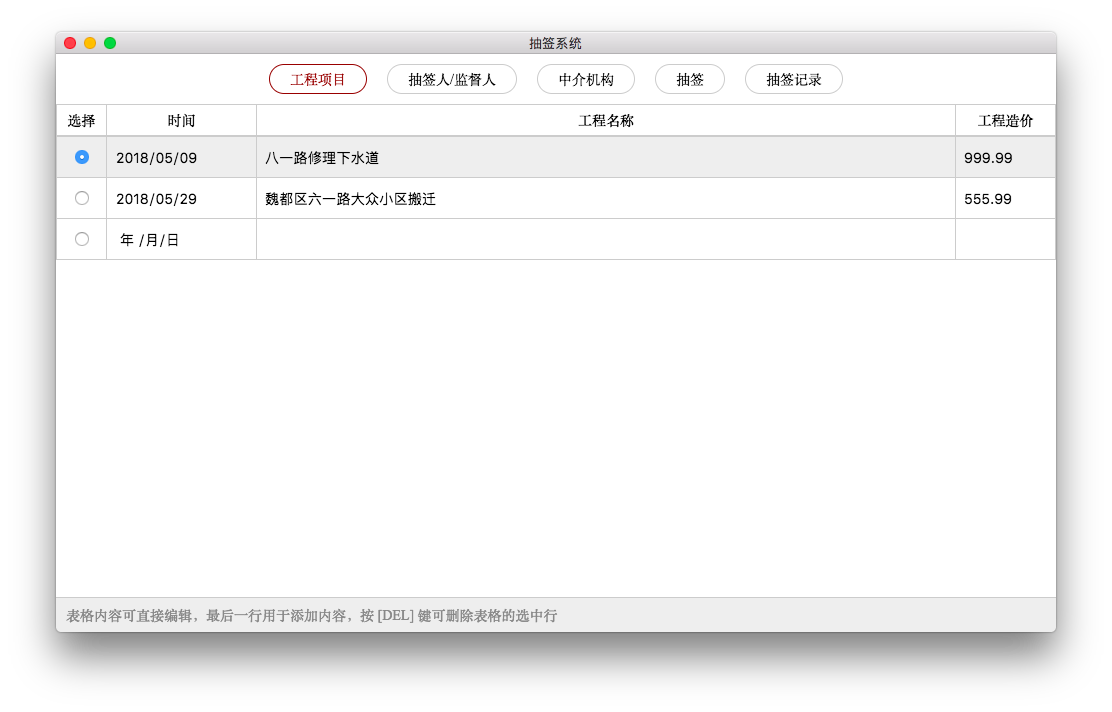 抽签系统
工程项目 抽签人/监督人 中介机构 抽签 抽签记录
选择 时间 工程名称 工程造价
2018/05/09 八一路修理下水道 999.99
2018/05/29 魏都区六一路大众小区搬迁 555.99
年 /月/日
表格内容可直接编辑，最后一行用于添加内容，按 [DEL] 键可删除表格的选中行